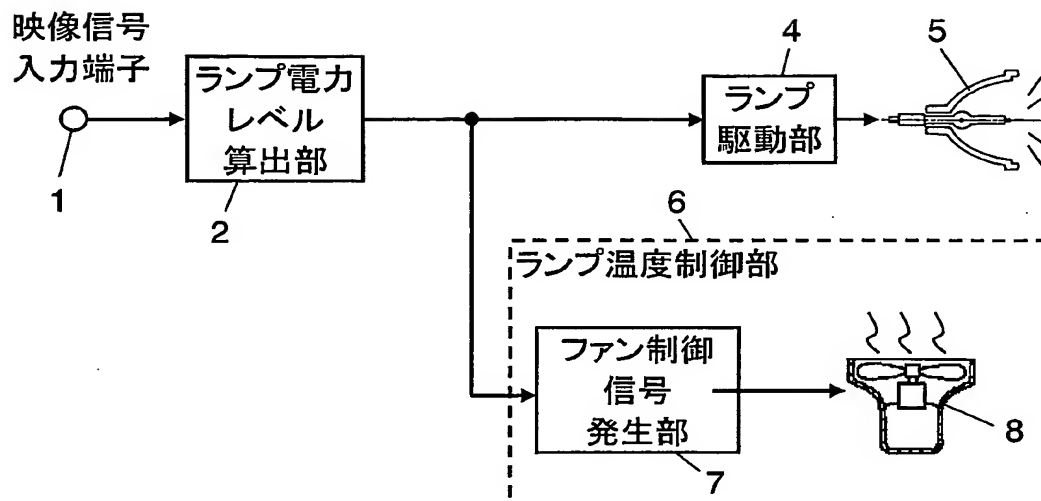 映像信号
入力端子
1
ランプ電力
レベル
算出部
2
4
ランプ
駆動部
5
6
ランプ温度制御部
ファン制御
信号
発生部
7
8